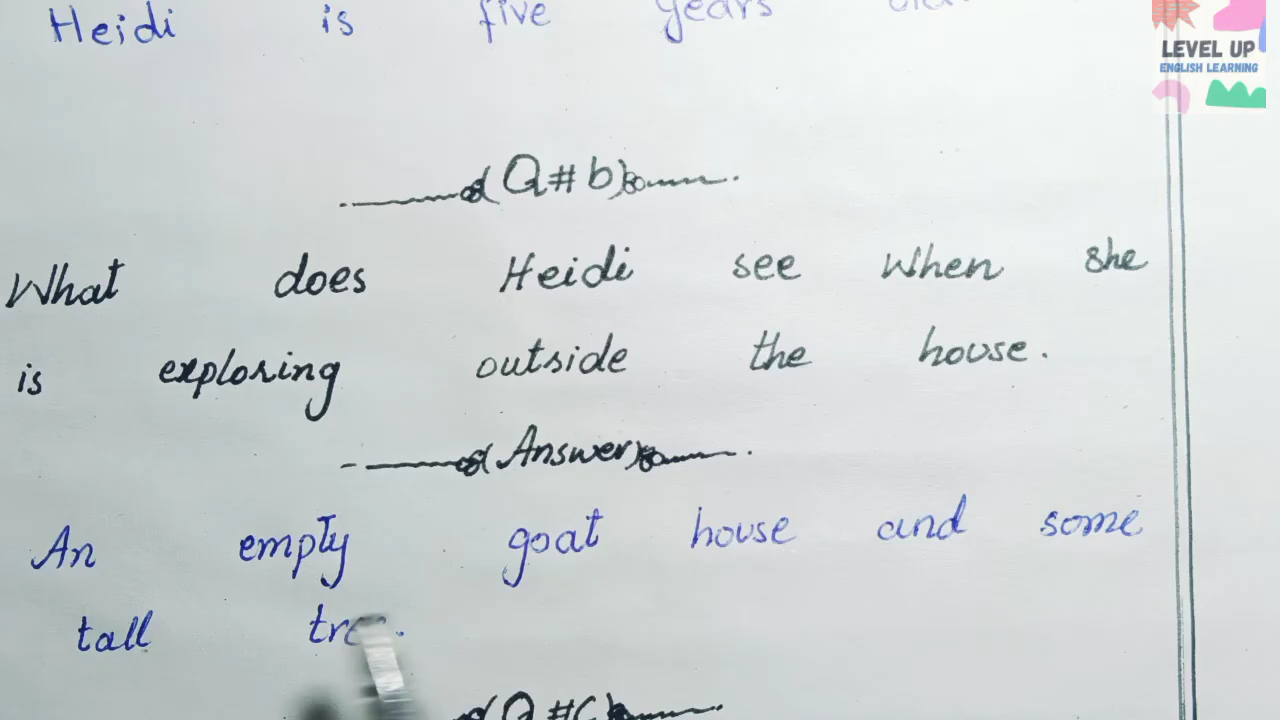 Heidi is five years old.
LEVEL UP
ENGLISH LEARNING
(Q#b)
What does Heidi see when she
is exploring outside the house.
(Answer)
An empty goat house and some
tall
(Q#c)